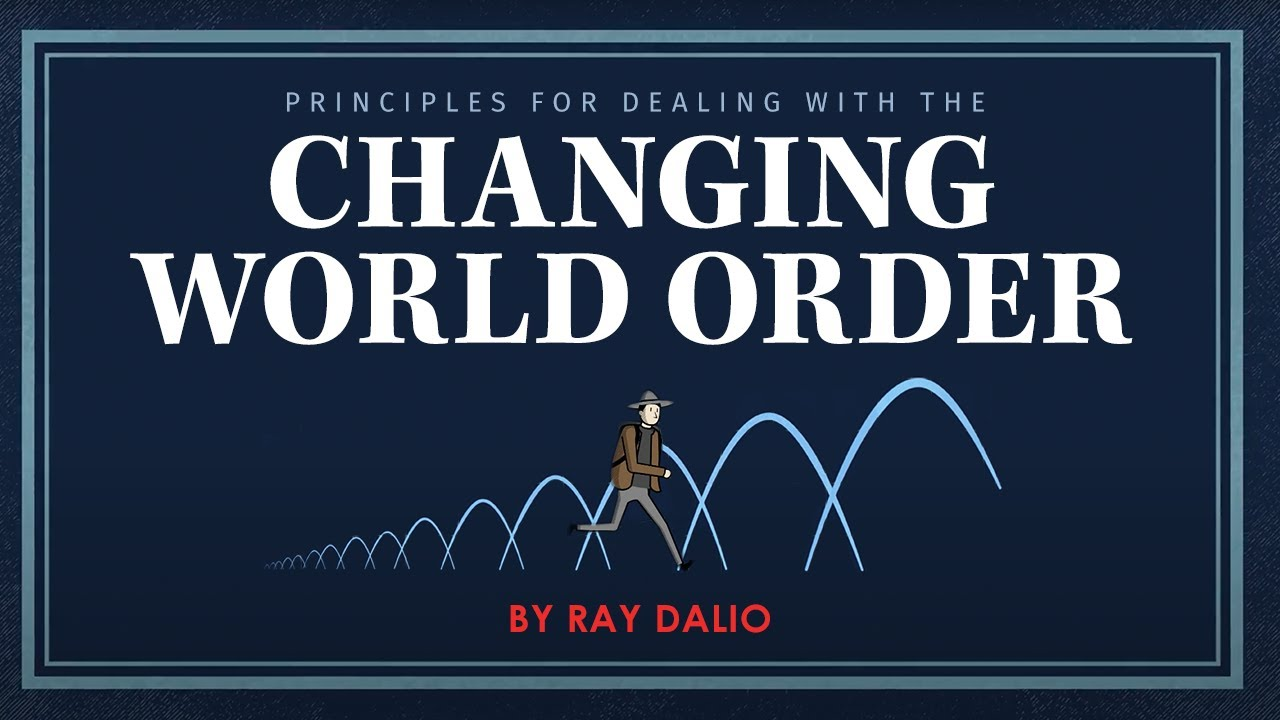 PRINCIPLES FOR DEALING WITH THE
CHANGING
WORLD ORDER
BY RAY DALIO